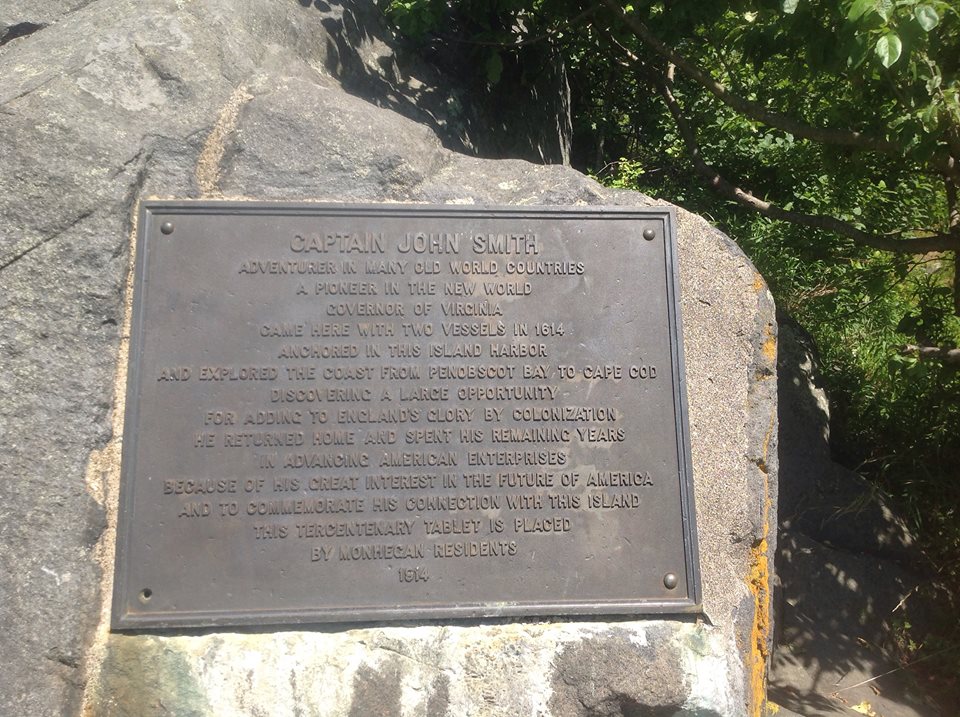 CAPTAIN JOHN SMITH
ADVENTURER IN MANY OLD WORLD COUNTRIES
A PIONEER IN THE NEW WORLD
GOVERNOR OF VIRGINIA
CAME HERE WITH TWO VESSELS IN 1614
ANCHORED IN THIS ISLAND HARBOR
AND EXPLORED THE COAST FROM PENOBSCOT BAY TO CAPE COD
DISCOVERING A LARGE OPPORTUNITY
FOR ADDING TO ENGLAND'S GLORY BY COLONIZATION
HE RETURNED HOME AND SPENT HIS REMAINING YEARS
IN ADVANCING AMERICAN ENTERPRISES
BECAUSE OF HIS GREAT INTEREST IN THE FUTURE OF AMERICA
AND TO COMMEMORATE HIS CONNECTION WITH THIS ISLAND
THIS TERCENTENARY TABLET IS PLACED
BY MONHEGAN RESIDENTS
1914